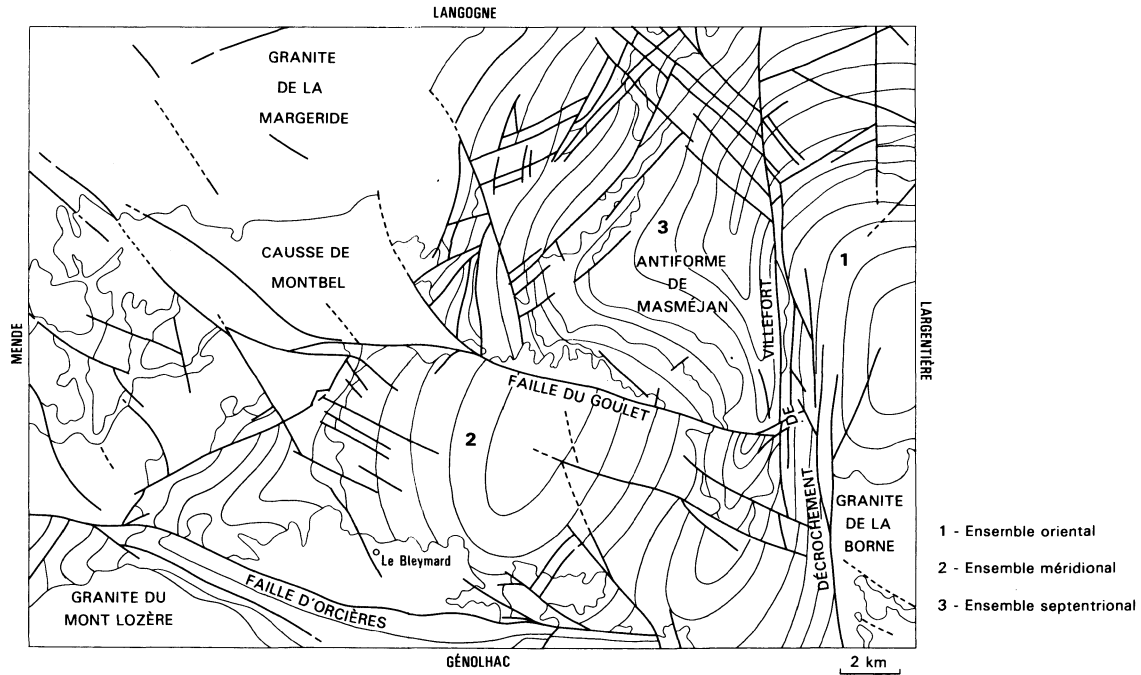 LANGOGNE
GRANITE
DE LA
MARGERIDE
CAUSSE DE
MONTBEL
3
ANTIFORME
DE
MASMÉJAN
1
MENDE
LARGENTIÈRE
DÉCROCHEMENT DE VILLEFORT
FAILLE DU GOULET
2
GRANITE
DE LA
BORNE
Le Bleymard
FAILLE D'ORCIÈRES
GRANITE DU
MONT LOZÈRE
1 - Ensemble oriental
2 - Ensemble méridional
3 - Ensemble septentrional
GÉNOLHAC
2 km